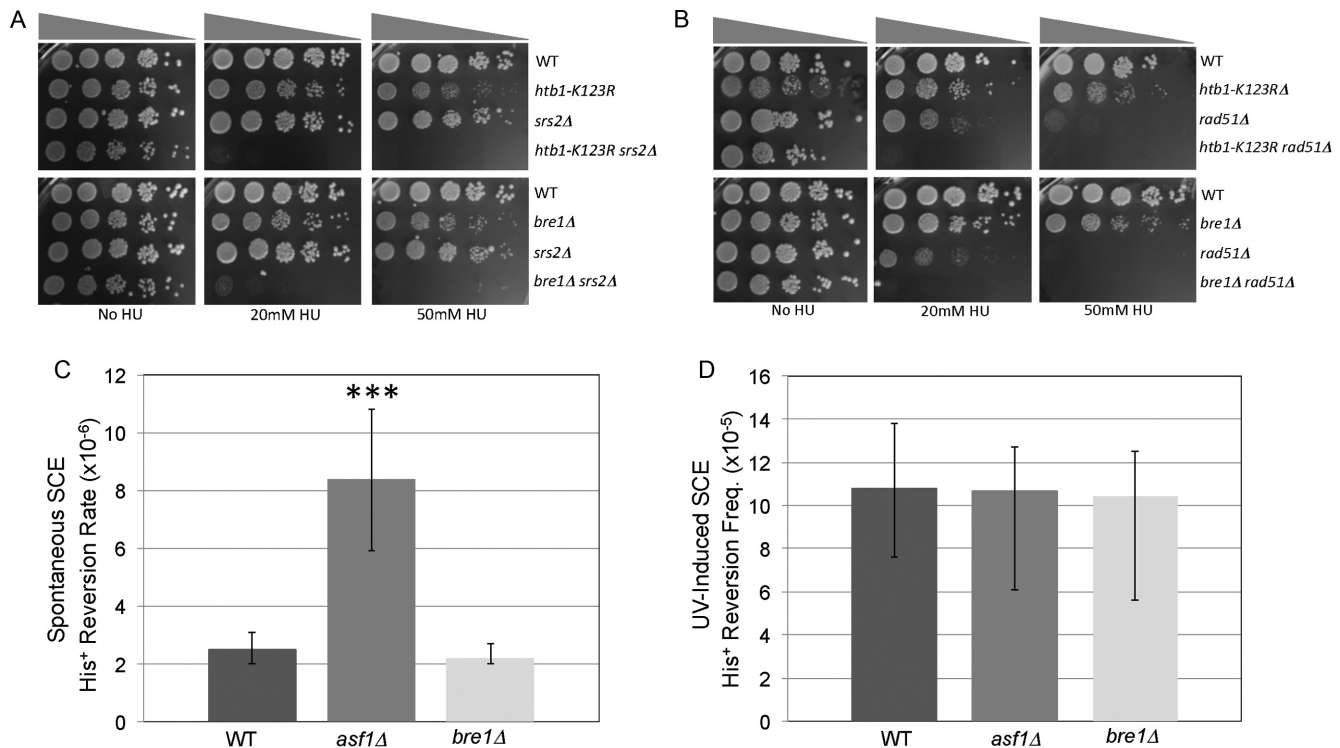 A
WT
htb1-K123R
srs2Δ
htb1-K123R srs2Δ
WT
bre1Δ
srs2Δ
bre1Δ srs2Δ
No HU
20mM HU
50mM HU
B
WT
htb1-K123RΔ
rad51Δ
htb1-K123R rad51Δ
WT
bre1Δ
rad51Δ
bre1Δ rad51Δ
No HU
20mM HU
50mM HU
C
Spontaneous SCE
His⁺ Reversion Rate (x10⁻⁶)
12
10
8
6
4
2
0
***
WT
asf1Δ
bre1Δ
D
UV-Induced SCE
His⁺ Reversion Freq. (x10⁻⁵)
16
14
12
10
8
6
4
2
0
WT
asf1Δ
bre1Δ